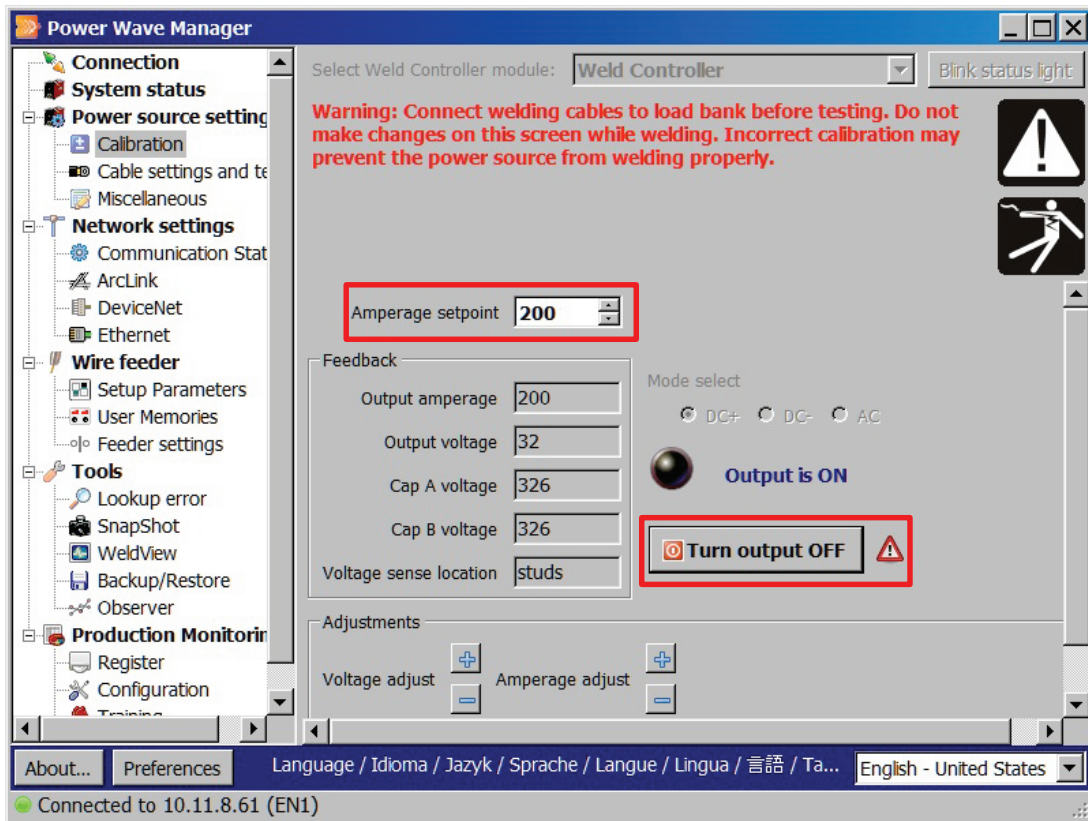 Power Wave Manager
Connection
System status
Power source setting
Calibration
Cable settings and te
Miscellaneous
Network settings
Communication Stat
ArcLink
DeviceNet
Ethernet
Wire feeder
Setup Parameters
User Memories
Feeder settings
Tools
Lookup error
SnapShot
WeldView
Backup/Restore
Observer
Production Monitorin
Register
Configuration
Training
Select Weld Controller module: Weld Controller Blink status light
Warning: Connect welding cables to load bank before testing. Do not
make changes on this screen while welding. Incorrect calibration may
prevent the power source from welding properly.
Amperage setpoint 200
Feedback
Output amperage 200
Output voltage 32
Cap A voltage 326
Cap B voltage 326
Voltage sense location studs
Mode select
DC+ DC- AC
Output is ON
Turn output OFF
Adjustments
Voltage adjust Amperage adjust
About... Preferences Language / Idioma / Jazyk / Sprache / Langue / Lingua / 言語 / Ta... English - United States
Connected to 10.11.8.61 (EN1)